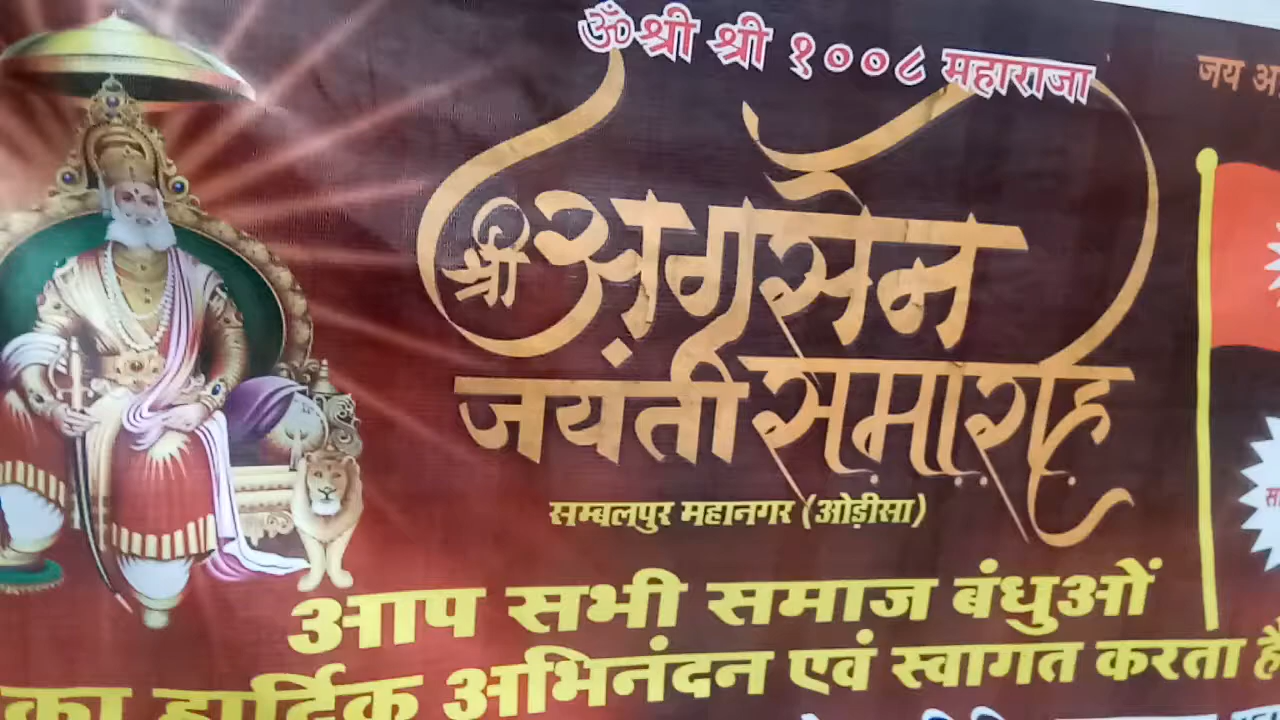 ॐ श्री श्री १००८ महाराजा
जय
श्री अग्रसेन
जयंती समारोह
सम्बलपुर महानगर (ओड़ीसा)
आप सभी समाज बंधुओं
का हार्दिक अभिनंदन एवं स्वागत करता है